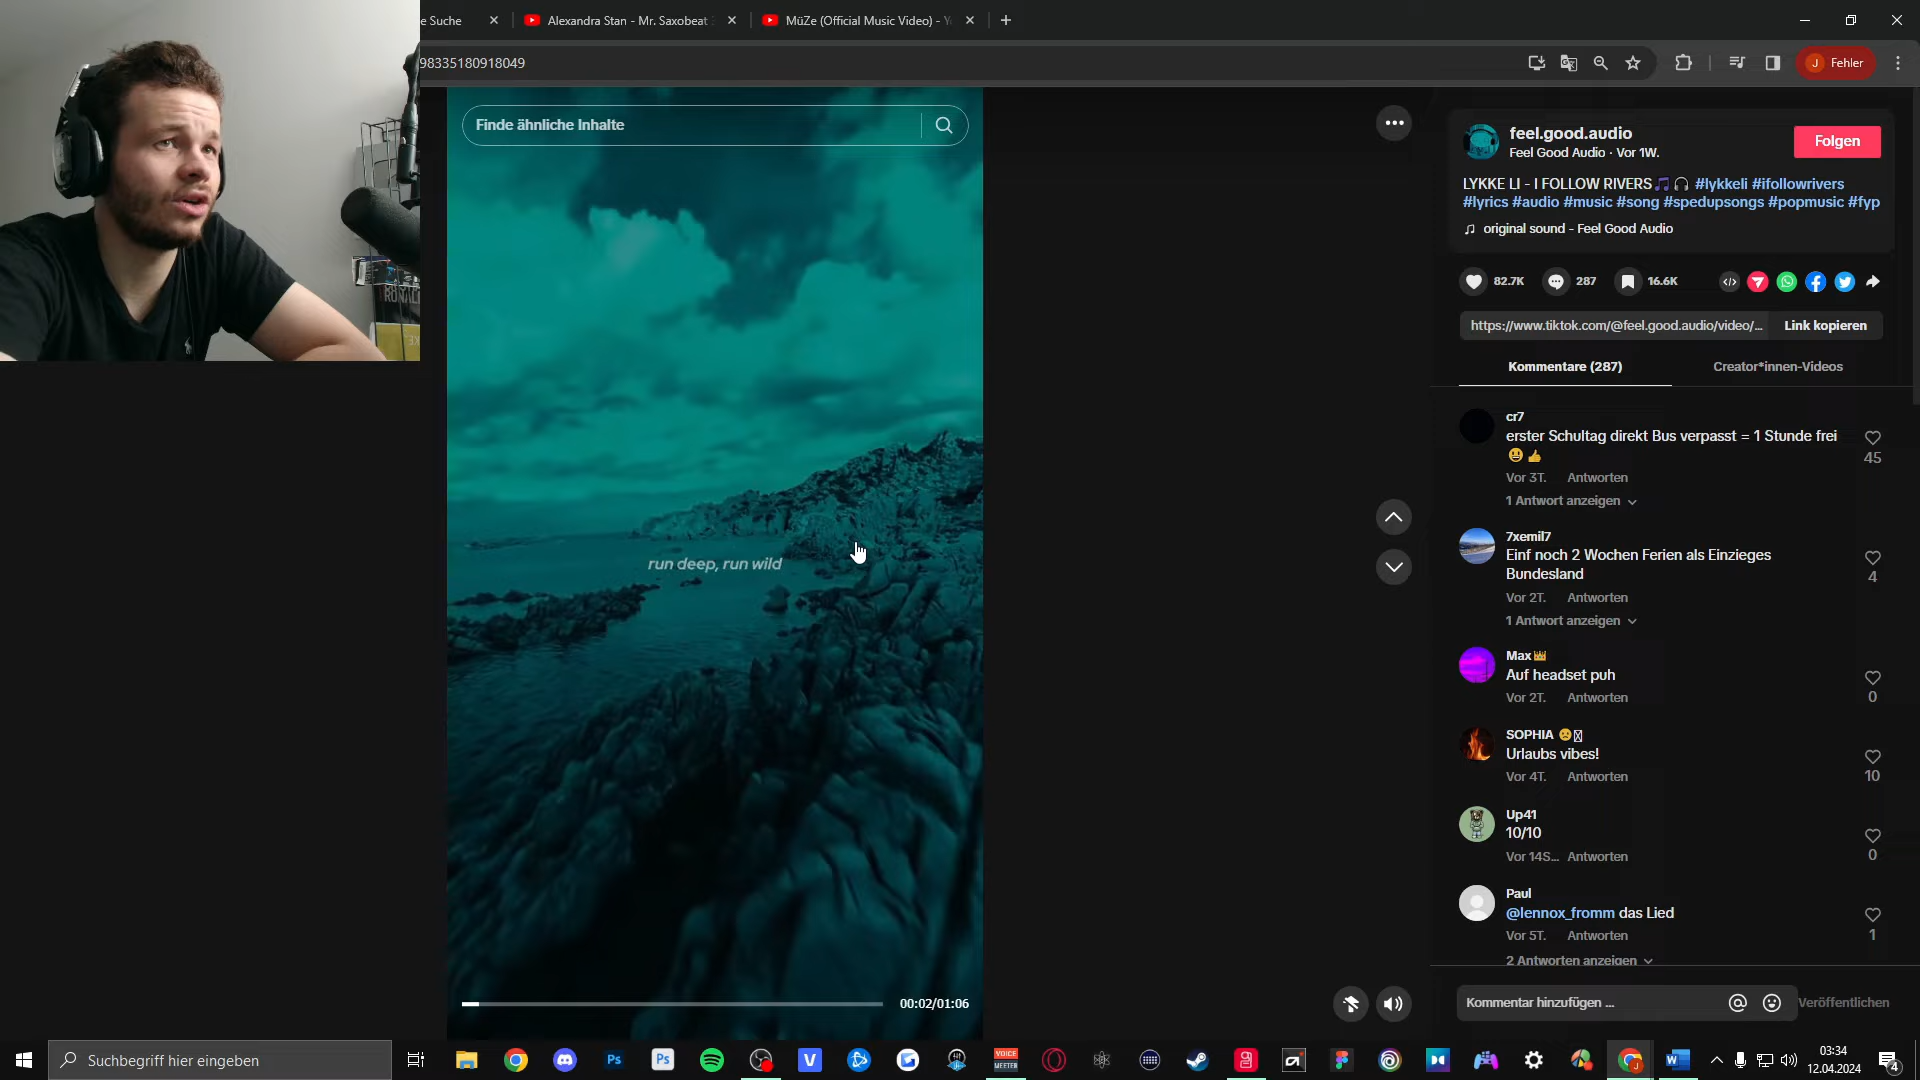 e Suche
Alexandra Stan - Mr. Saxobeat
MüZe (Official Music Video) - Y
98335180918049
J Fehler
Finde ähnliche Inhalte
run deep, run wild
00:02/01:06
feel.good.audio
Feel Good Audio · Vor 1W.
Folgen
LYKKE LI - I FOLLOW RIVERS🎵🎧 #lykkeli #ifollowrivers
#lyrics #audio #music #song #spedupsongs #popmusic #fyp
♫ original sound - Feel Good Audio
82.7K 287 16.6K
https://www.tiktok.com/@feel.good.audio/video/... Link kopieren
Kommentare (287) Creator*innen-Videos
cr7
erster Schultag direkt Bus verpasst = 1 Stunde frei
😃👍
45
Vor 3T. Antworten
1 Antwort anzeigen
7xemil7
Einf noch 2 Wochen Ferien als Einzieges
Bundesland
4
Vor 2T. Antworten
1 Antwort anzeigen
Max👑
Auf headset puh
Vor 2T. Antworten
0
SOPHIA 🙁
Urlaubs vibes!
Vor 4T. Antworten
10
Up41
10/10
Vor 14S... Antworten
0
Paul
@lennox_fromm das Lied
Vor 5T. Antworten
1
2 Antworten anzeigen
Kommentar hinzufügen ... Veröffentlichen
Suchbegriff hier eingeben
Ps
Ps
VOICE
MEETER
03:34
12.04.2024
4